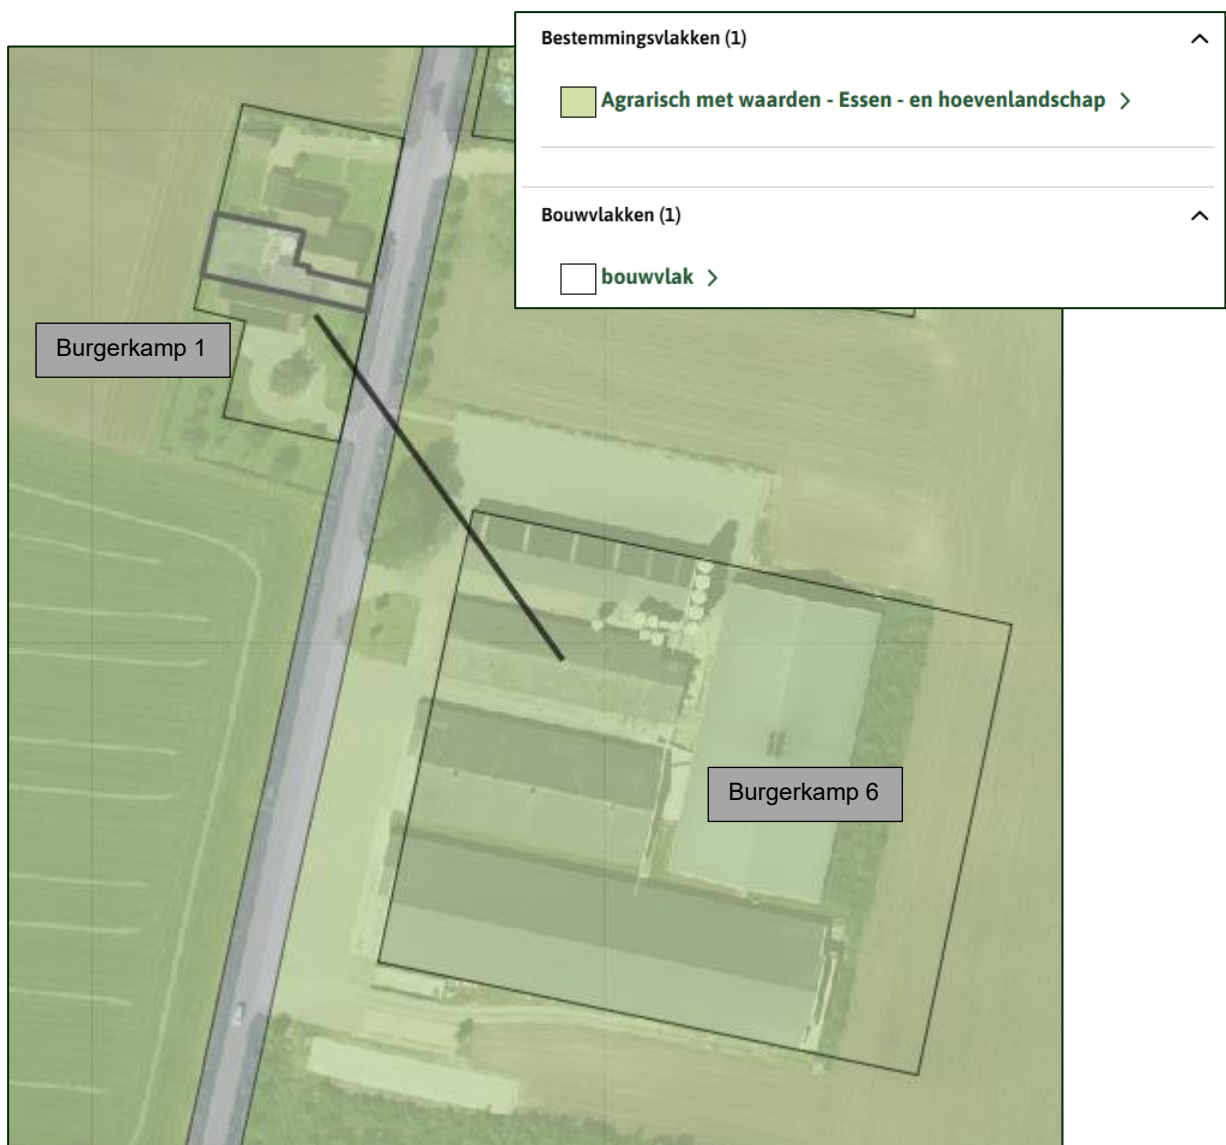 Bestemmingsvlakken (1)
Agrarisch met waarden - Essen - en hoevenlandschap
Bouwvlakken (1)
bouwvlak
Burgerkamp 1
Burgerkamp 6